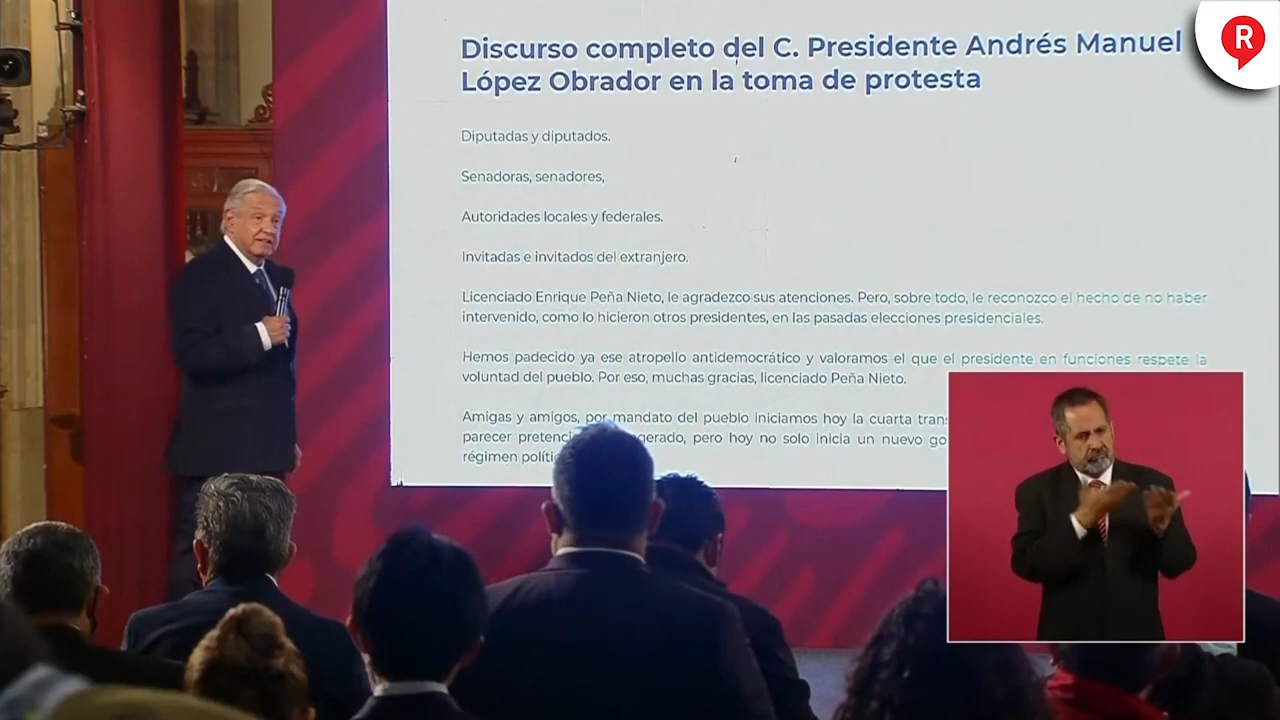 R
Discurso completo del C. Presidente Andrés Manuel
López Obrador en la toma de protesta
Diputadas y diputados.
Senadoras, senadores,
Autoridades locales y federales.
Invitadas e invitados del extranjero.
Licenciado Enrique Peña Nieto, le agradezco sus atenciones. Pero, sobre todo, le reconozco el hecho de no haber
intervenido, como lo hicieron otros presidentes, en las pasadas elecciones presidenciales.
Hemos padecido ya ese atropello antidemocrático y valoramos el que el presidente en funciones respete la
voluntad del pueblo. Por eso, muchas gracias, licenciado Peña Nieto.
Amigas y amigos, por mandato del pueblo iniciamos hoy la cuarta
parecer pero hoy no solo inicia un nuevo
régimen